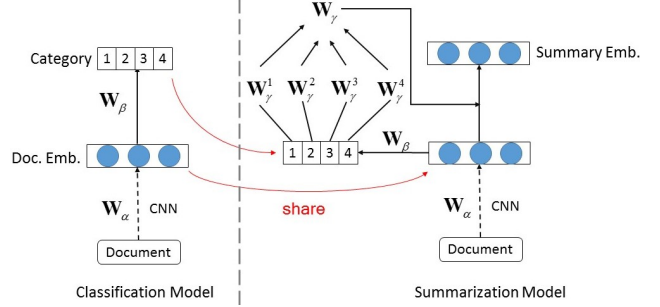 W_γ
Category 1 2 3 4
W_β
Doc. Emb.
W_α CNN
Document
Classification Model
W_γ^1 W_γ^2 W_γ^3 W_γ^4
1 2 3 4
W_β
share
Summary Emb.
W_α CNN
Document
Summarization Model